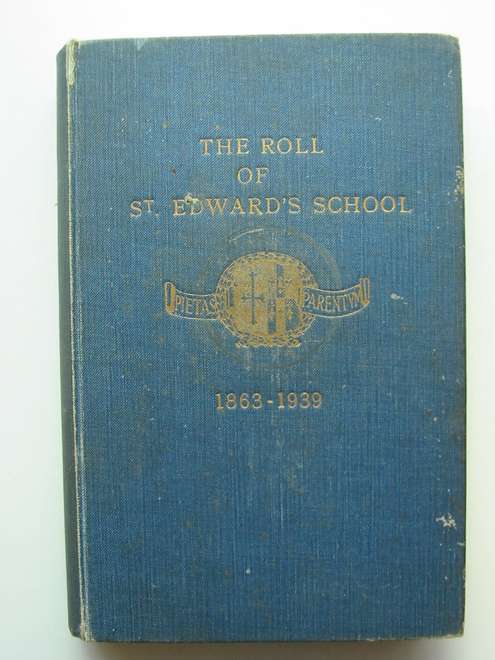 THE ROLL
OF
ST. EDWARD'S SCHOOL
PIETAS PARENTVM
1863-1939